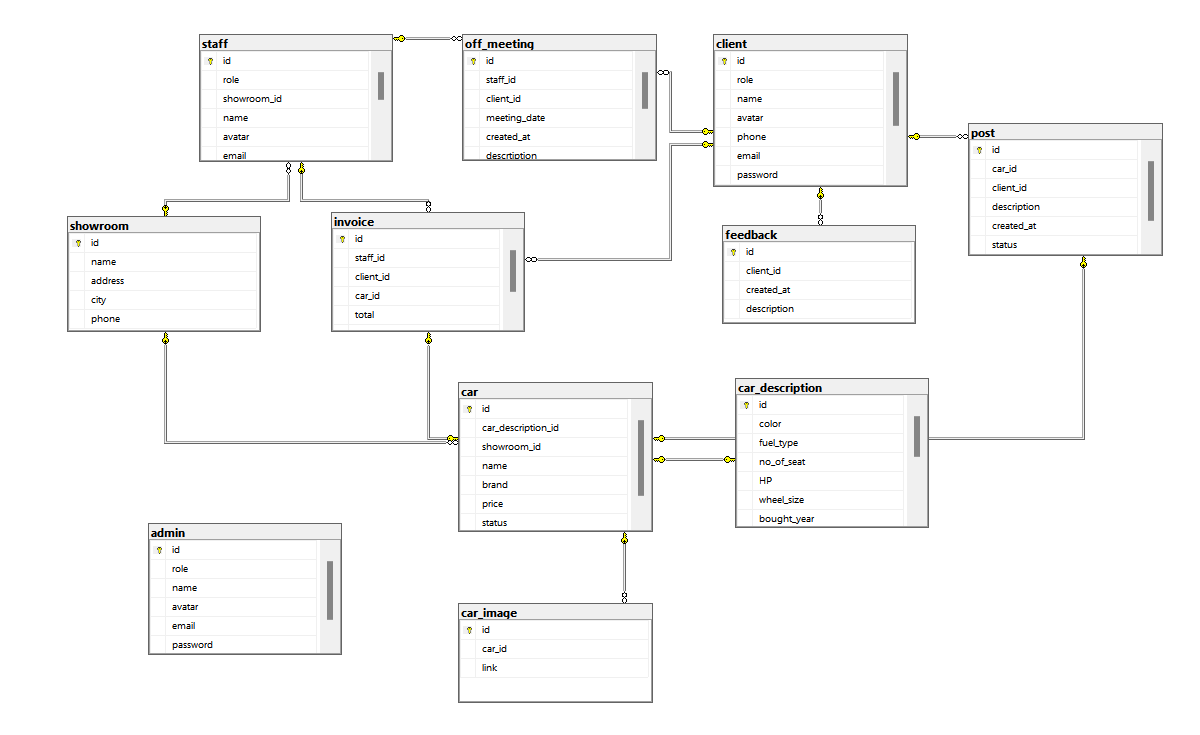 staff
id
role
showroom_id
name
avatar
email
off_meeting
id
staff_id
client_id
meeting_date
created_at
descrtiption
client
id
role
name
avatar
phone
email
password
post
id
car_id
client_id
description
created_at
status
showroom
id
name
address
city
phone
invoice
id
staff_id
client_id
car_id
total
feedback
id
client_id
created_at
description
car
id
car_description_id
showroom_id
name
brand
price
status
car_description
id
color
fuel_type
no_of_seat
HP
wheel_size
bought_year
admin
id
role
name
avatar
email
password
car_image
id
car_id
link